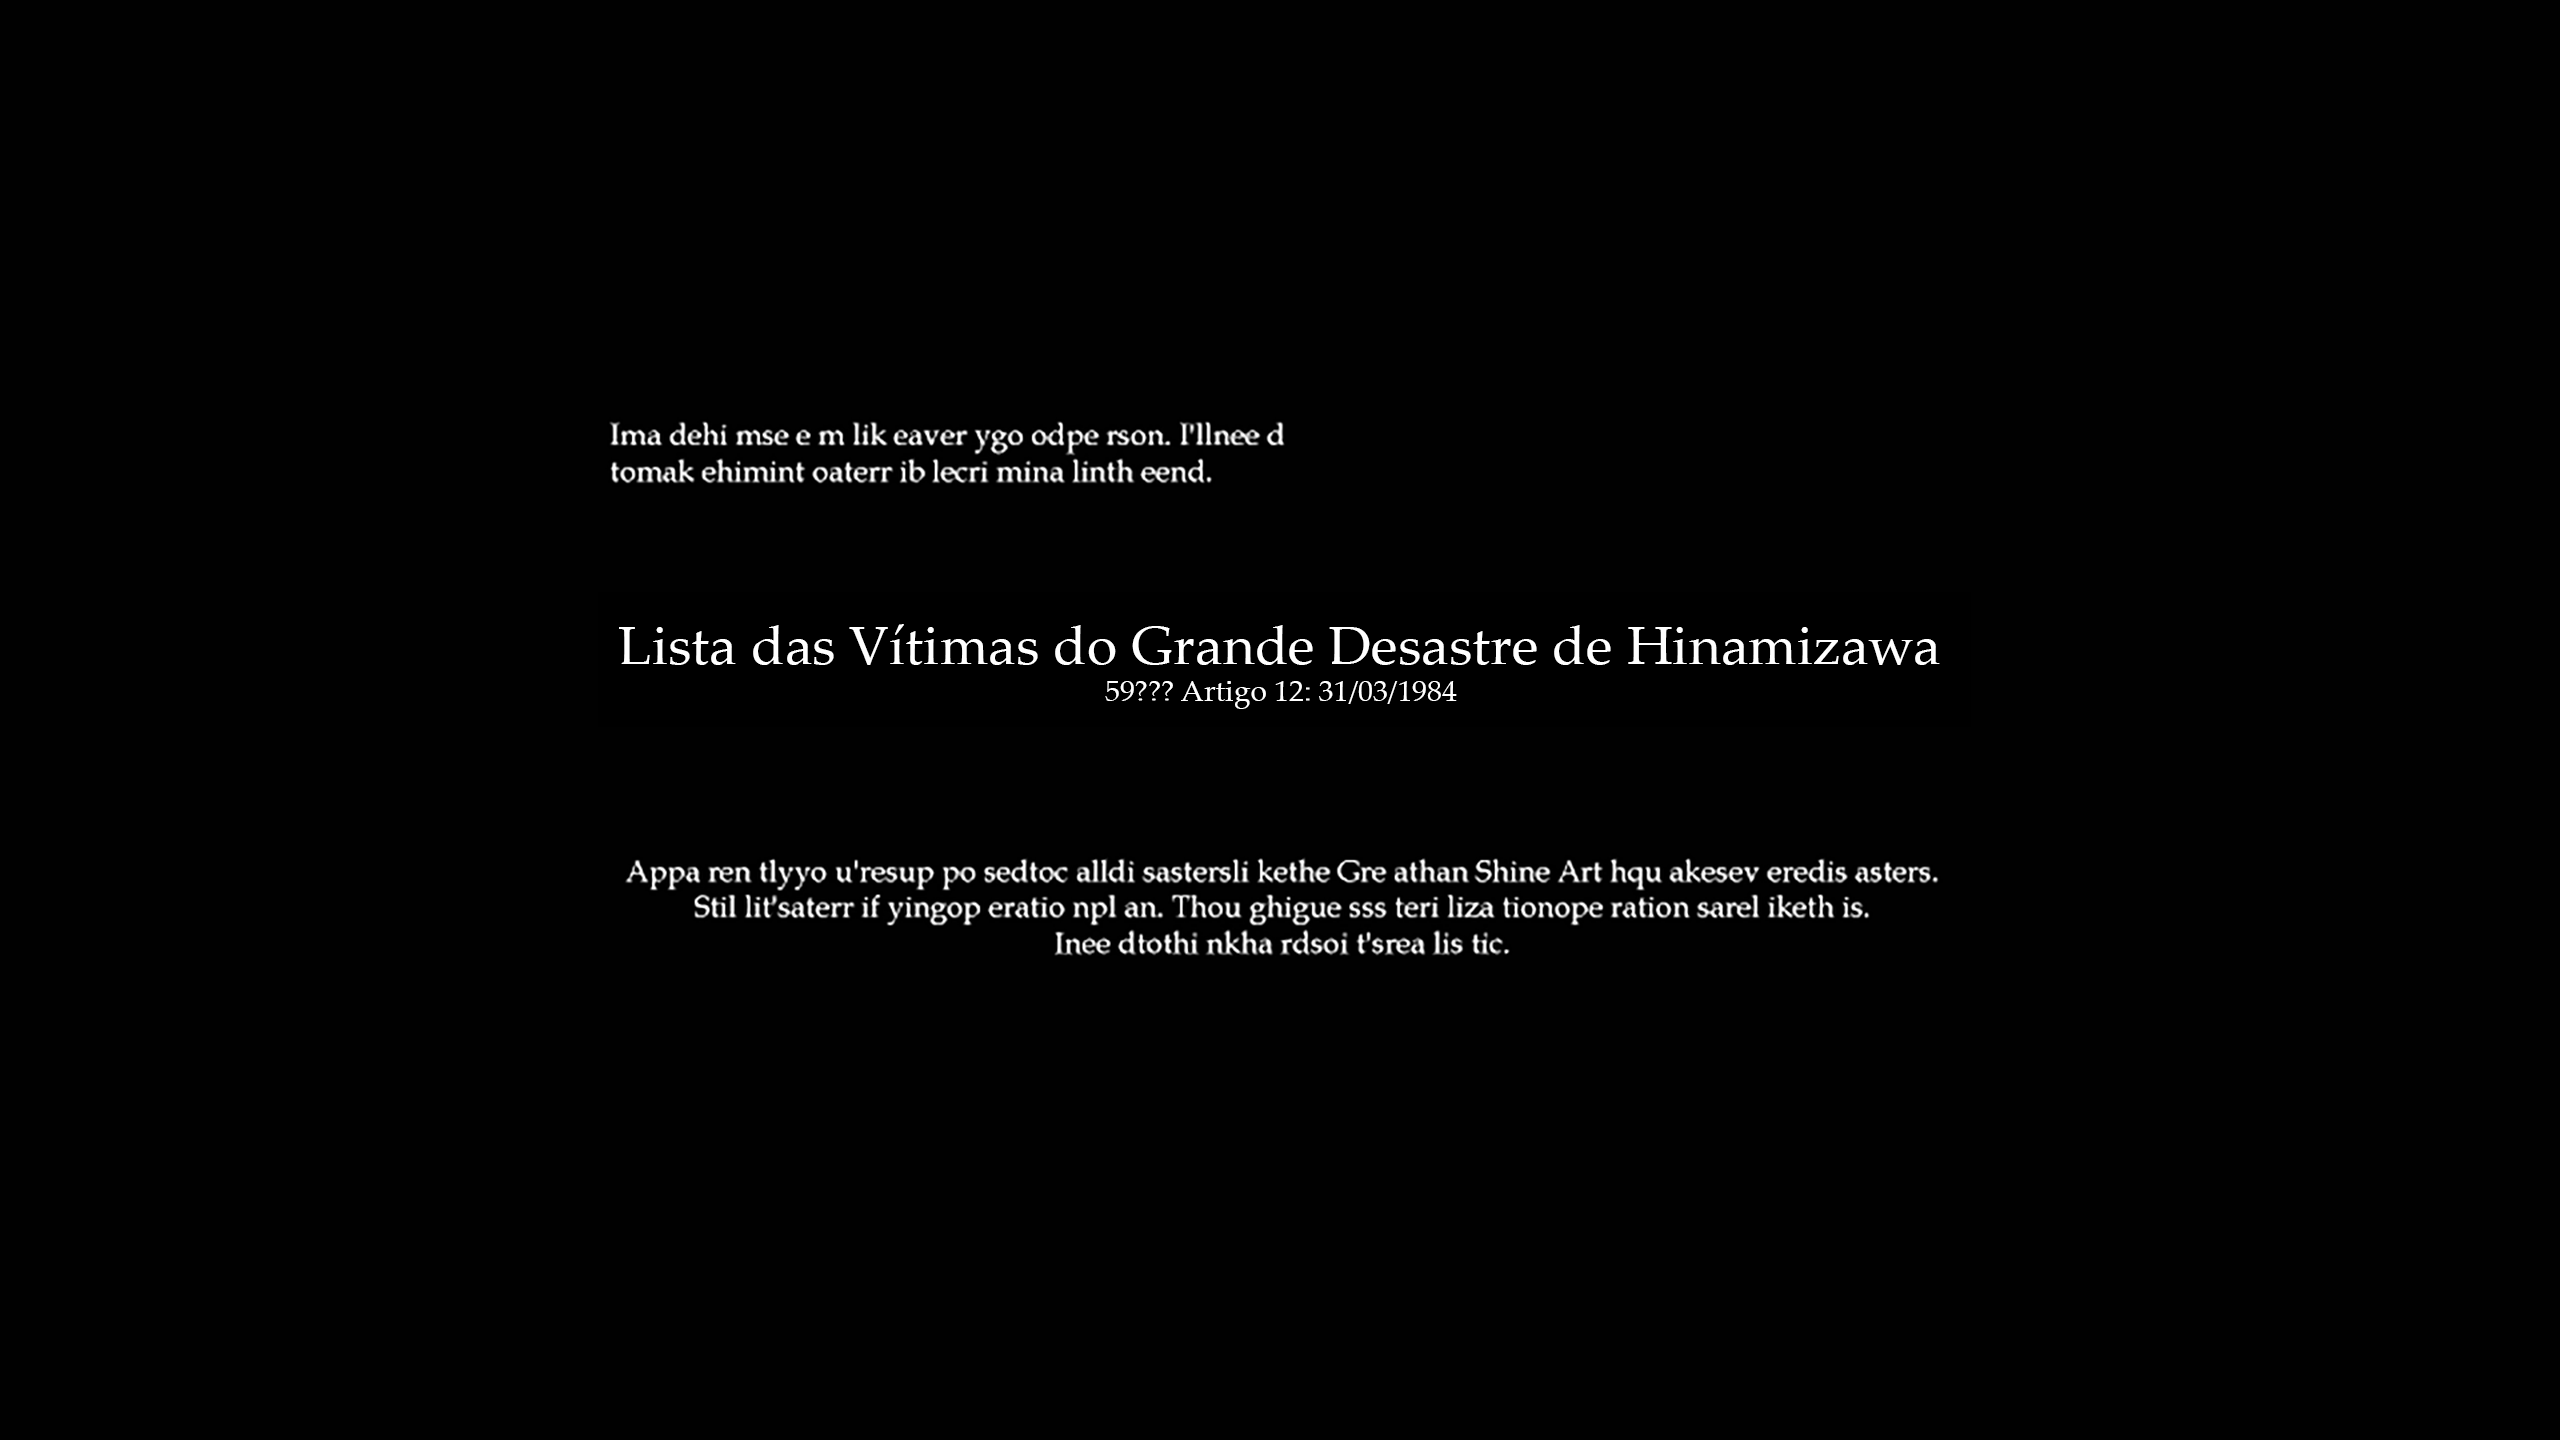 Ima dehi mse e m lik eaver ygo odpe rson. I'llnee d
tomak ehimint oaterr ib lecri mina linth eend.
Lista das Vítimas do Grande Desastre de Hinamizawa
59??? Artigo 12: 31/03/1984
Appa ren tlyyo u'resup po sedtoc alldi sastersli kethe Gre athan Shine Art hqu akesev eredis asters.
Stil lit'saterr if yingop eratio npl an. Thou ghigue sss teri liza tionope ration sarel iketh is.
Inee dtothi nkha rdsoi t'srea lis tic.